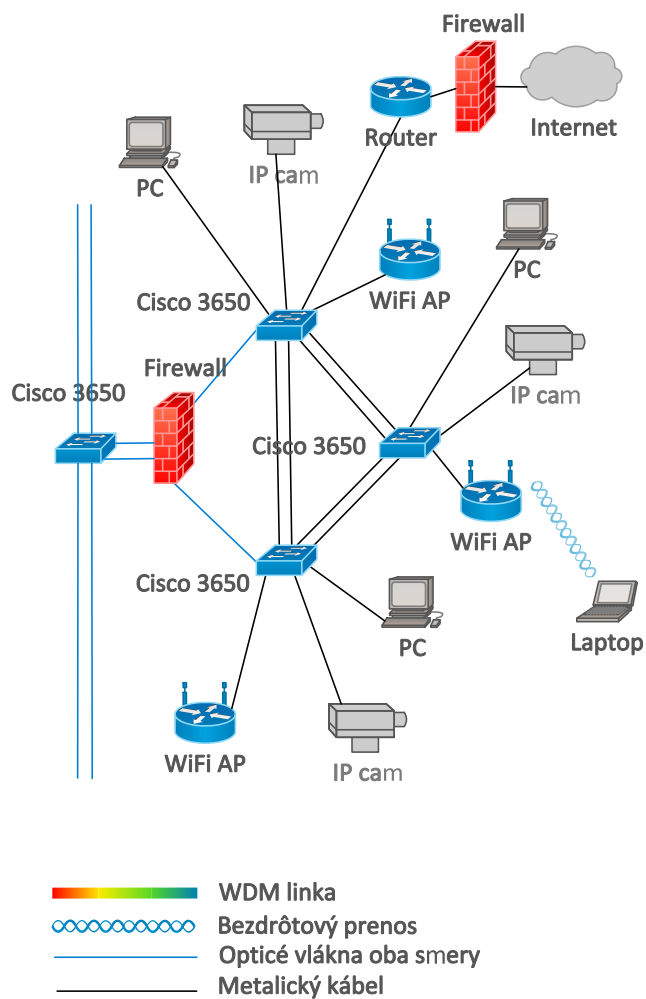 Firewall
Internet
Router
IP cam
PC
PC
WiFi AP
Cisco 3650
IP cam
Firewall
Cisco 3650
Cisco 3650
WiFi AP
Cisco 3650
PC
Laptop
WiFi AP
IP cam
WDM linka
Bezdrôtový prenos
Opticé vlákna oba smery
Metalický kábel